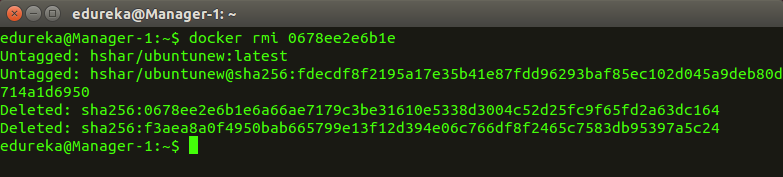 edureka@Manager-1: ~
edureka@Manager-1:~$ docker rmi 0678ee2e6b1e
Untagged: hshar/ubuntunew:latest
Untagged: hshar/ubuntunew@sha256:fdecdf8f2195a17e35b41e87fdd96293baf85ec102d045a9deb80d
714a1d6950
Deleted: sha256:0678ee2e6b1e6a66ae7179c3be31610e5338d3004c52d25fc9f65fd2a63dc164
Deleted: sha256:f3aea8a0f4950bab665799e13f12d394e06c766df8f2465c7583db95397a5c24
edureka@Manager-1:~$